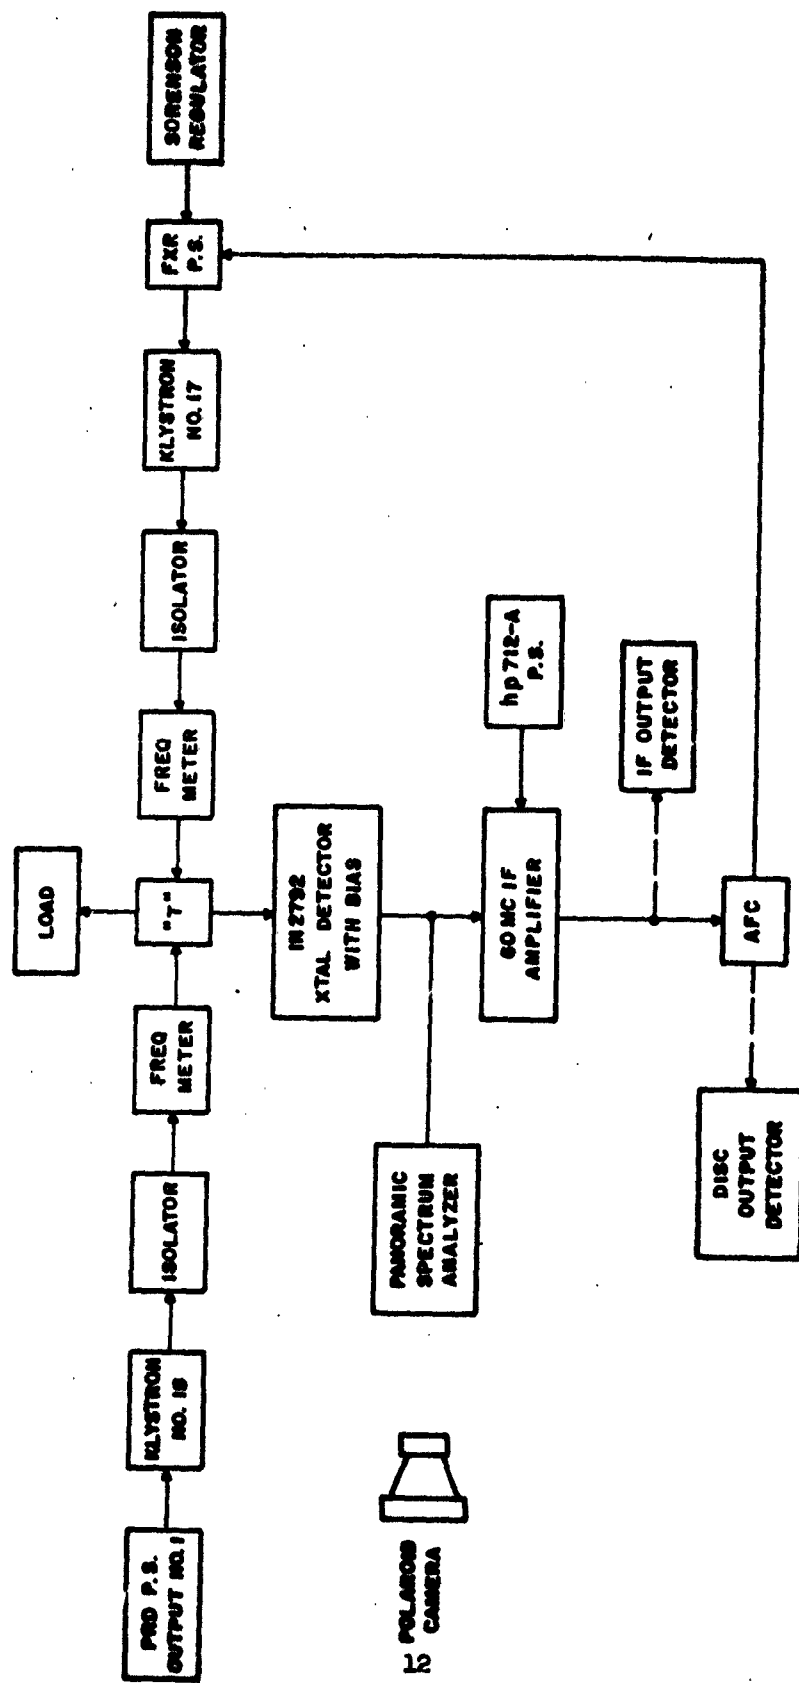 LOAD
PRD P.S.
OUTPUT NO. 1
KLYSTRON
ISOLATOR
FREQ
METER
"T"
FREQ
METER
ISOLATOR
KLYSTRON
NO. 17
FXR
P.S.
SORENSON
REGULATOR
IN2792
XTAL DETECTOR
WITH BIAS
POLAROID
CAMERA
PANORAMIC
SPECTRUM
ANALYZER
60 MC IF
AMPLIFIER
hp 712-A
P.S.
IF OUTPUT
DETECTOR
DISC
OUTPUT
DETECTOR
AFC
12